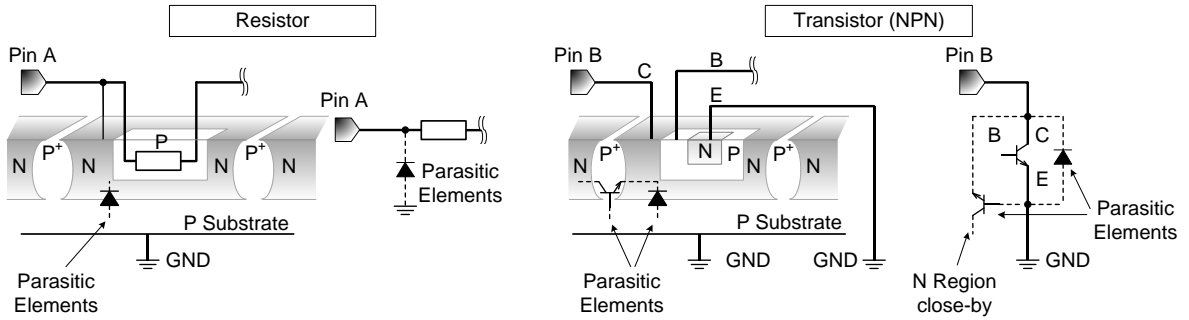 Resistor
Transistor (NPN)
Pin A
Pin B
C
B
E
Pin B
Pin A
N
P+
N
P
N
P+
N
Parasitic
Elements
P Substrate
GND
Parasitic
Elements
N
P+
N
P
P+
N
N
P Substrate
GND
GND
Parasitic
Elements
B
C
E
Parasitic
Elements
N Region
close-by